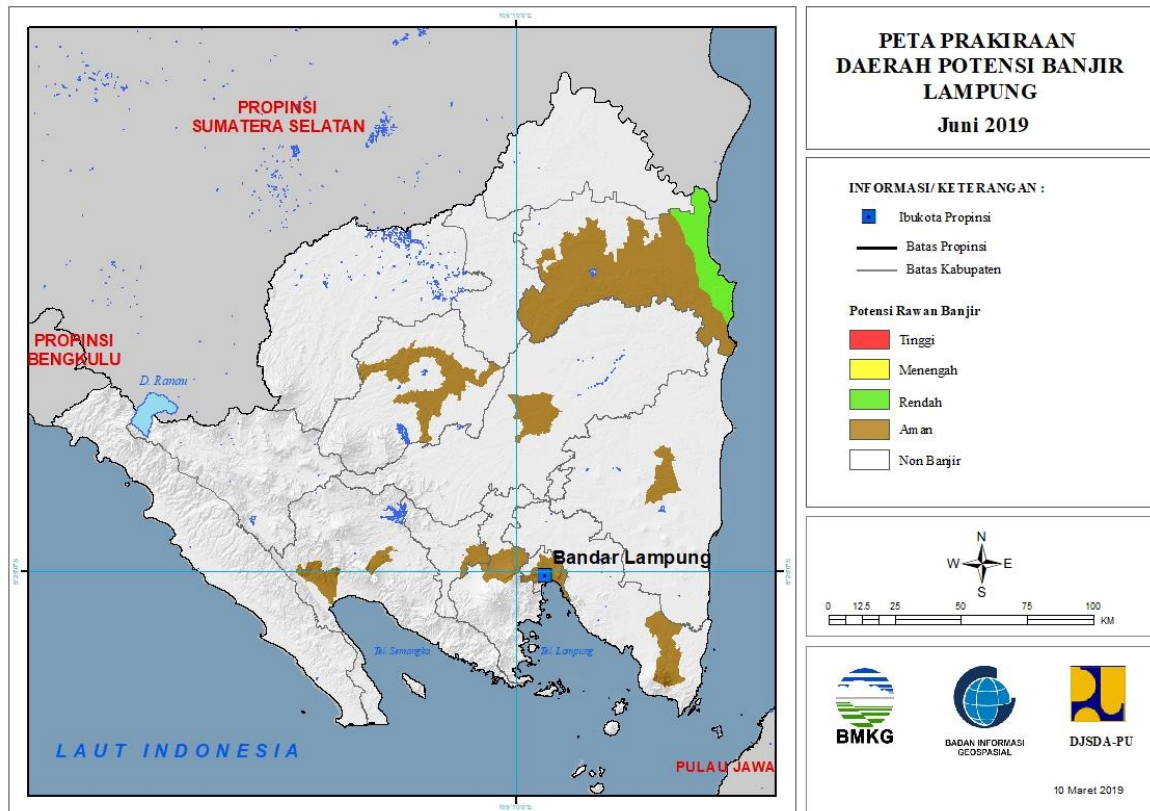 PROPINSI
SUMATERA SELATAN
PROPINSI
BENGKULU
D. Ranau
Bandar Lampung
Tel. Semangka
Tel. Lampung
LAUT INDONESIA
PULAU JAWA
PETA PRAKIRAAN
DAERAH POTENSI BANJIR
LAMPUNG
Juni 2019
INFORMASI/ KETERANGAN :
Ibukota Propinsi
Batas Propinsi
Batas Kabupaten
Potensi Rawan Banjir
Tinggi
Menengah
Rendah
Aman
Non Banjir
N
W E
S
0 12.5 25 50 75 100
KM
BMKG
BADAN INFORMASI
GEOSPASIAL
DJSDA-PU
10 Maret 2019